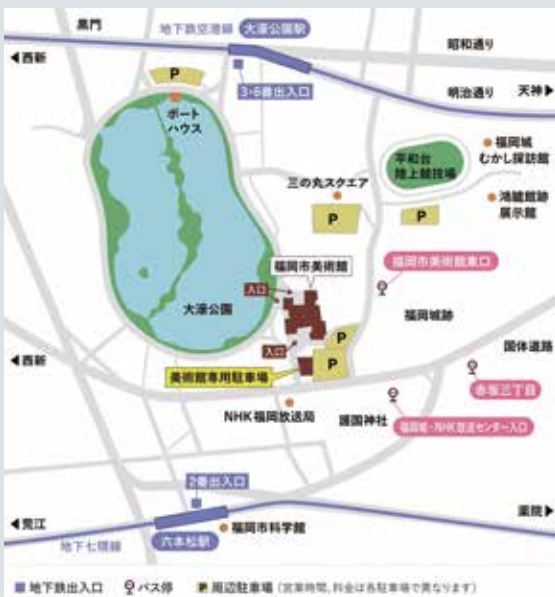 黒門
地下鉄空港線
大濠公園駅
昭和通り
◀西新
P
3・6番出入口
明治通り
天神▶
ボート
ハウス
平和台
陸上競技場
福岡城
むかし探訪館
三の丸スクエア
P
P
鴻臚館跡
展示館
福岡市美術館
福岡市美術館東口
入口
大濠公園
福岡城跡
国体道路
入口
P
◀西新
P
美術館専用駐車場
赤坂三丁目
NHK福岡放送局
護国神社
福岡城・NHK放送センター入口
2番出入口
◀荒江
薬院▶
福岡市科学館
地下七隈線
六本松駅
地下鉄出入口
バス停
P 周辺駐車場 (営業時間、料金は各駐車場で異なります)